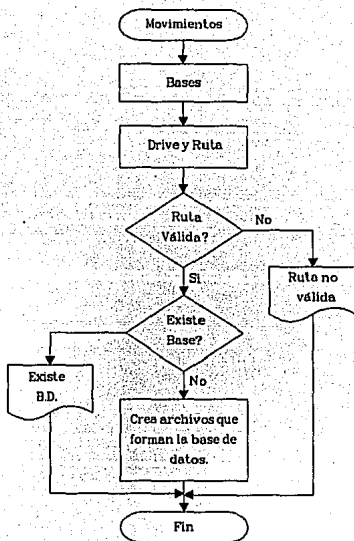 Movimientos
Bases
Drive y Ruta
Ruta
Válida?
No
Si
Ruta no
válida
Existe
Base?
Existe
B.D.
No
Crea archivos que
forman la base de
datos.
Fin